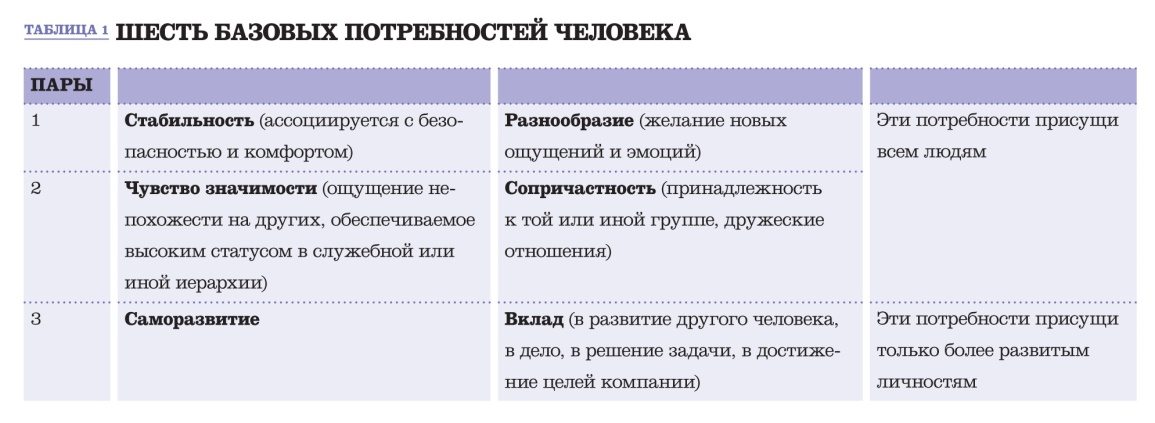 ТАБЛИЦА 1 ШЕСТЬ БАЗОВЫХ ПОТРЕБНОСТЕЙ ЧЕЛОВЕКА
ПАРЫ
1
Стабильность (ассоциируется с безо-
пасностью и комфортом)
Разнообразие (желание новых
ощущений и эмоций)
Эти потребности присущи
всем людям
2
Чувство значимости (ощущение не-
похожести на других, обеспечиваемое
высоким статусом в служебной или
иной иерархии)
Сопричастность (принадлежность
к той или иной группе, дружеские
отношения)
3
Саморазвитие
Вклад (в развитие другого человека,
в дело, в решение задачи, в достиже-
ние целей компании)
Эти потребности присущи
только более развитым
личностям